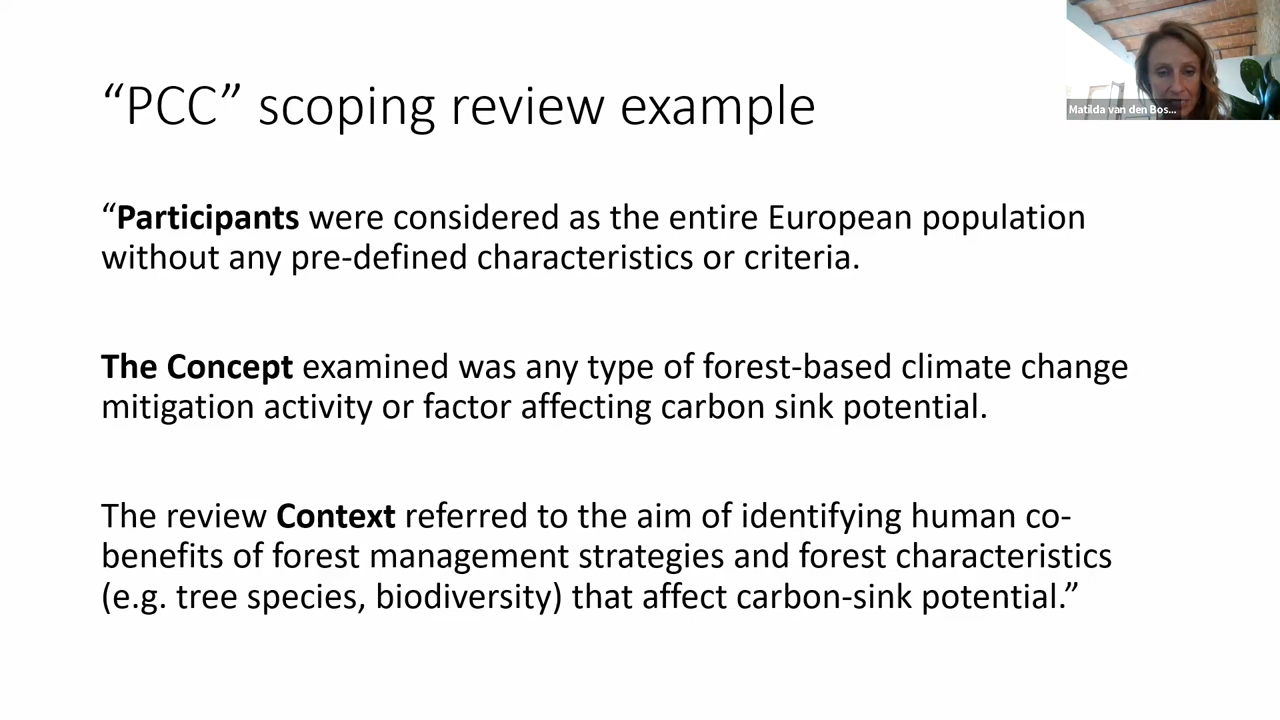 “PCC” scoping review example
Matilda van den Bos...
“Participants were considered as the entire European population
without any pre-defined characteristics or criteria.
The Concept examined was any type of forest-based climate change
mitigation activity or factor affecting carbon sink potential.
The review Context referred to the aim of identifying human co-
benefits of forest management strategies and forest characteristics
(e.g. tree species, biodiversity) that affect carbon-sink potential.”